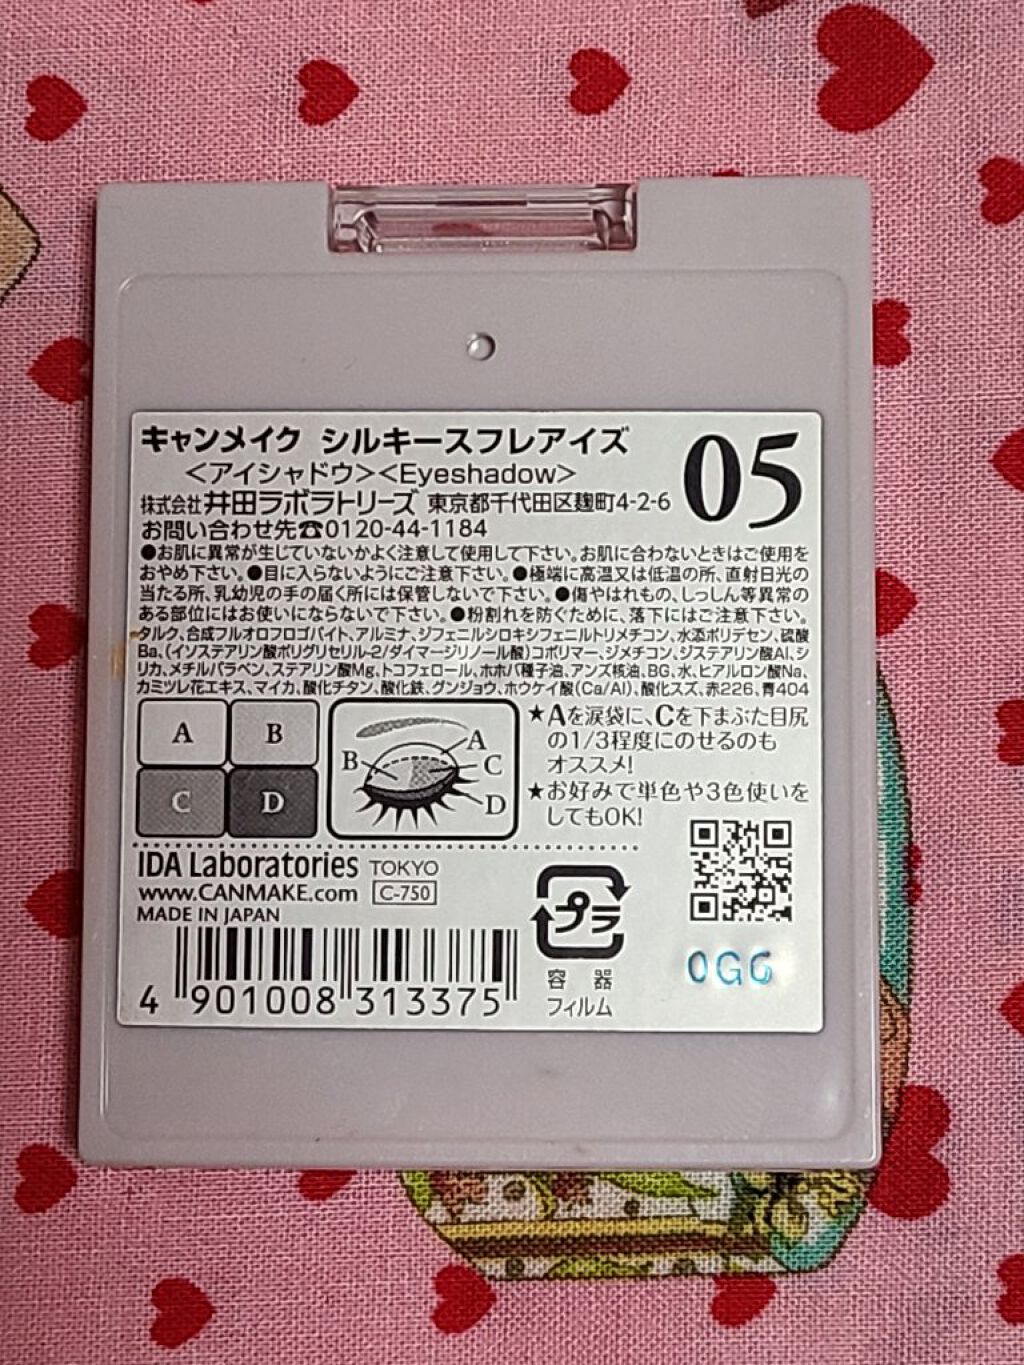 キャンメイク シルキースフレアイズ
05
＜アイシャドウ＞＜Eyeshadow＞
株式会社 井田ラボラトリーズ 東京都千代田区麹町4-2-6
お問い合わせ先☎0120-44-1184
●お肌に異常が生じていないかよく注意して使用して下さい。お肌に合わないときはご使用を
おやめ下さい。●目に入らないようにご注意下さい。●極端に高温又は低温の所、直射日光の
当たる所、乳幼児の手の届く所には保管しないで下さい。●傷やはれもの、しっしん等異常の
ある部位にはお使いにならないで下さい。●粉割れを防ぐために、落下にはご注意下さい。
タルク、合成フルオロフロゴパイト、アルミナ、ジフェニルシロキシフェニルトリメチコン、水添ポリデセン、硫酸
Ba、(イソステアリン酸ポリグリセリル-2/ダイマージリノール酸)コポリマー、ジメチコン、ジステアリン酸Al、シ
リカ、メチルパラベン、ステアリン酸Mg、トコフェロール、ホホバ種子油、アンズ核油、BG、水、ヒアルロン酸Na、
カミツレ花エキス、マイカ、酸化チタン、酸化鉄、グンジョウ、ホウケイ酸(Ca/Al)、酸化スズ、赤226、青404
A B
C D
A
B
C
D
★Aを涙袋に、Cを下まぶた目尻
の1/3程度にのせるのも
オススメ!
★お好みで単色や3色使いを
してもOK!
IDA Laboratories TOKYO
www.CANMAKE.com C-750
MADE IN JAPAN
4 901008 313375
プラ
容器
フィルム
0GG